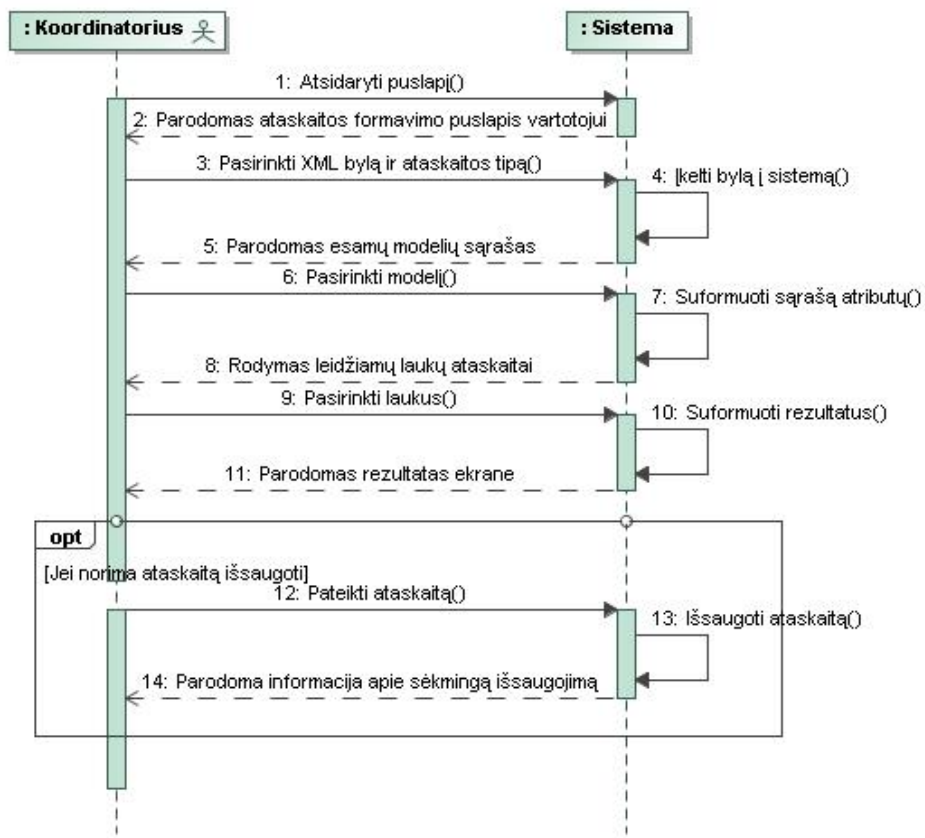 : Koordinatorius
: Sistema
1: Atsidaryti puslapį()
2: Parodomas ataskaitos formavimo puslapis vartotojui
3: Pasirinkti XML bylą ir ataskaitos tipą()
4: Įkelti bylą į sistemą()
5: Parodomas esamų modelių sąrašas
6: Pasirinkti modelį()
7: Suformuoti sąrašą atributų()
8: Rodymas leidžiamų laukų ataskaitai
9: Pasirinkti laukus()
10: Suformuoti rezultatus()
11: Parodomas rezultatas ekrane
opt
[Jei norima ataskaitą išsaugoti]
12: Pateikti ataskaitą()
13: Išsaugoti ataskaitą()
14: Parodoma informacija apie sėkmingą išsaugojimą